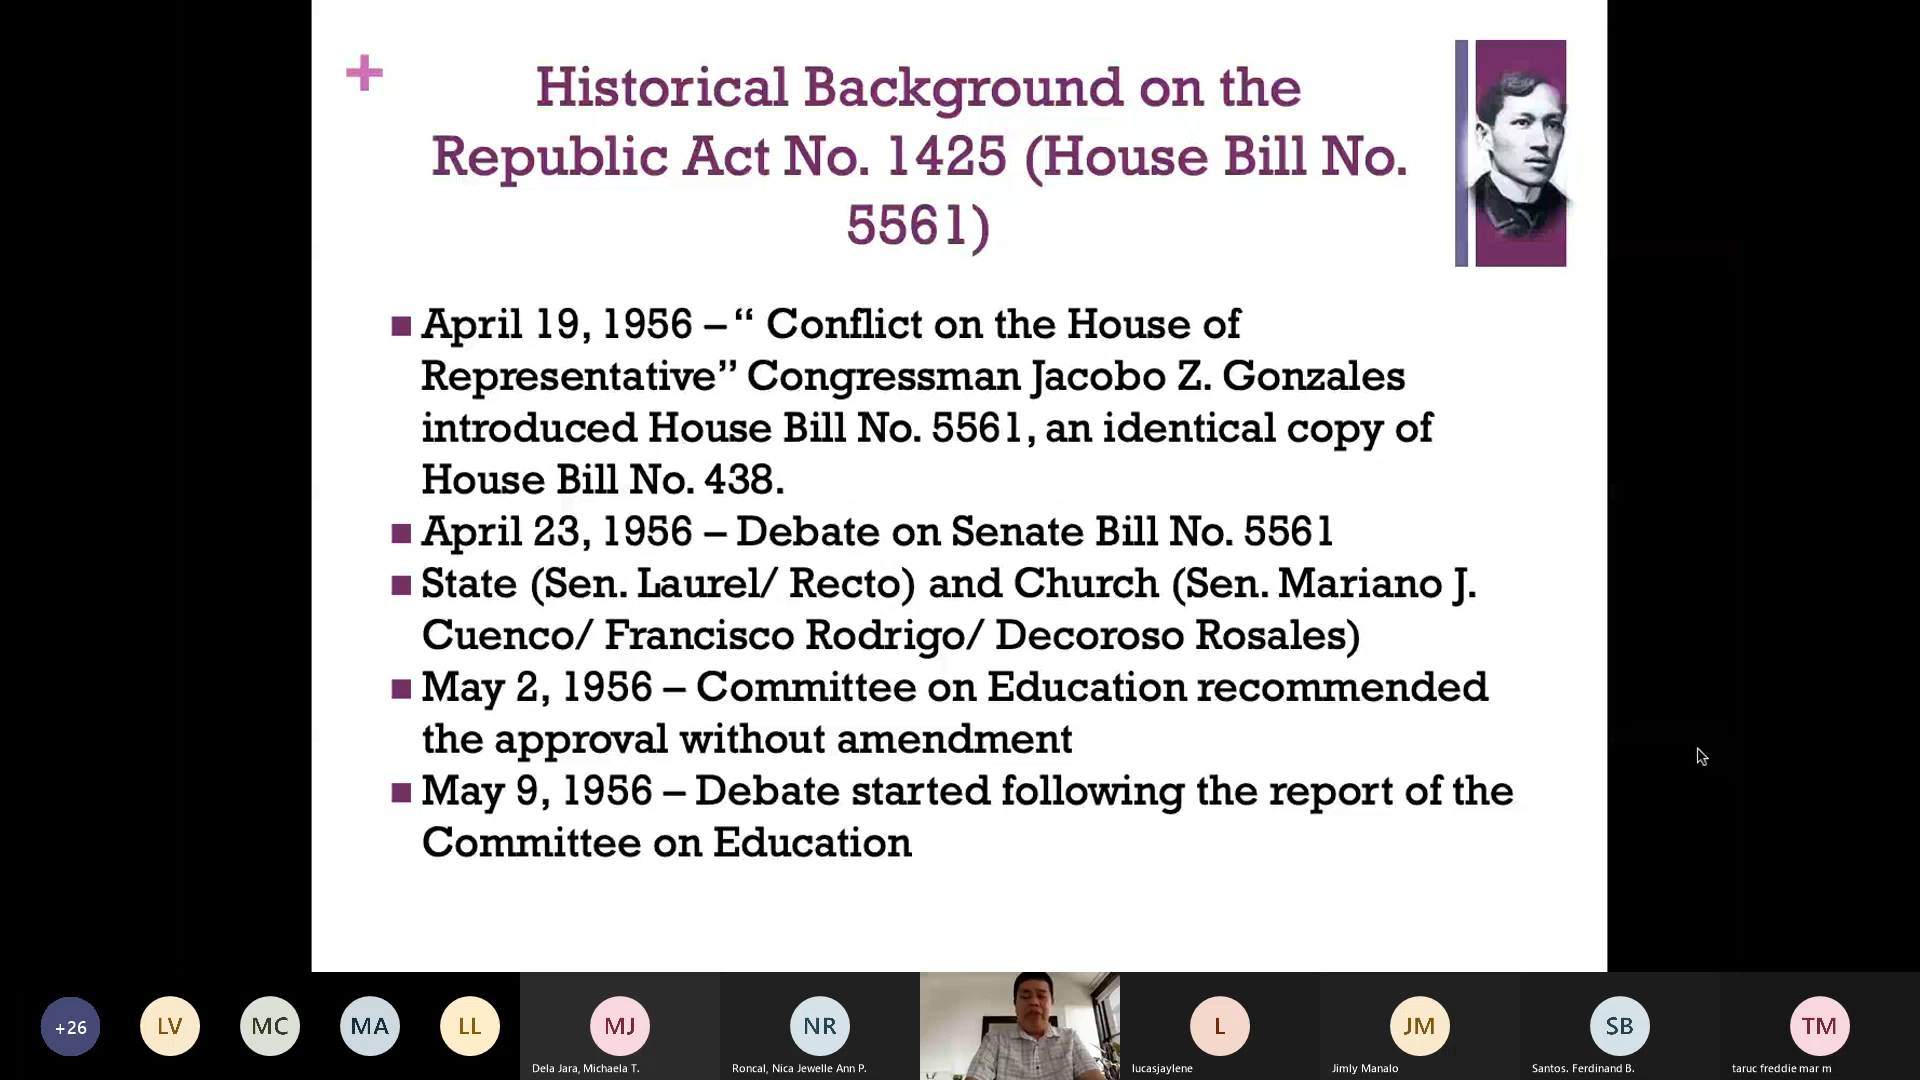 Historical Background on the
Republic Act No. 1425 (House Bill No.
5561)
April 19, 1956 – “ Conflict on the House of
Representative” Congressman Jacobo Z. Gonzales
introduced House Bill No. 5561, an identical copy of
House Bill No. 438.
April 23, 1956 – Debate on Senate Bill No. 5561
State (Sen. Laurel/ Recto) and Church (Sen. Mariano J.
Cuenco/ Francisco Rodrigo/ Decoroso Rosales)
May 2, 1956 – Committee on Education recommended
the approval without amendment
May 9, 1956 – Debate started following the report of the
Committee on Education
+26
LV
MC
MA
LL
MJ
Dela Jara, Michaela T.
NR
Roncal, Nica Jewelle Ann P.
L
lucasjaylene
JM
Jimly Manalo
SB
Santos. Ferdinand B.
TM
taruc freddie mar m